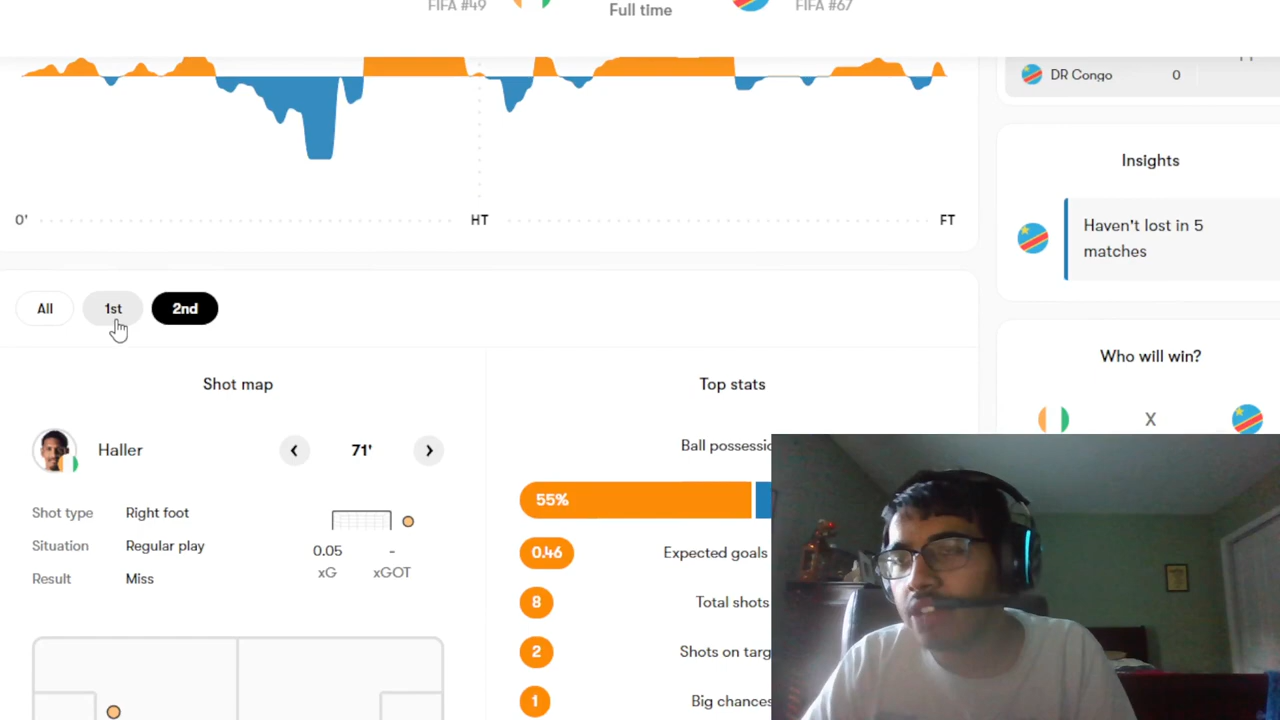 FIFA #49
Full time
FIFA #67
DR Congo 0
Insights
Haven't lost in 5
matches
0'
HT
FT
All
1st
2nd
Who will win?
X
Shot map
Top stats
Haller
71'
Ball possessio
55%
Shot type Right foot
Situation Regular play
Result Miss
0.05
-
xG
xGOT
0.46 Expected goals
8 Total shots
2 Shots on targ
1 Big chances